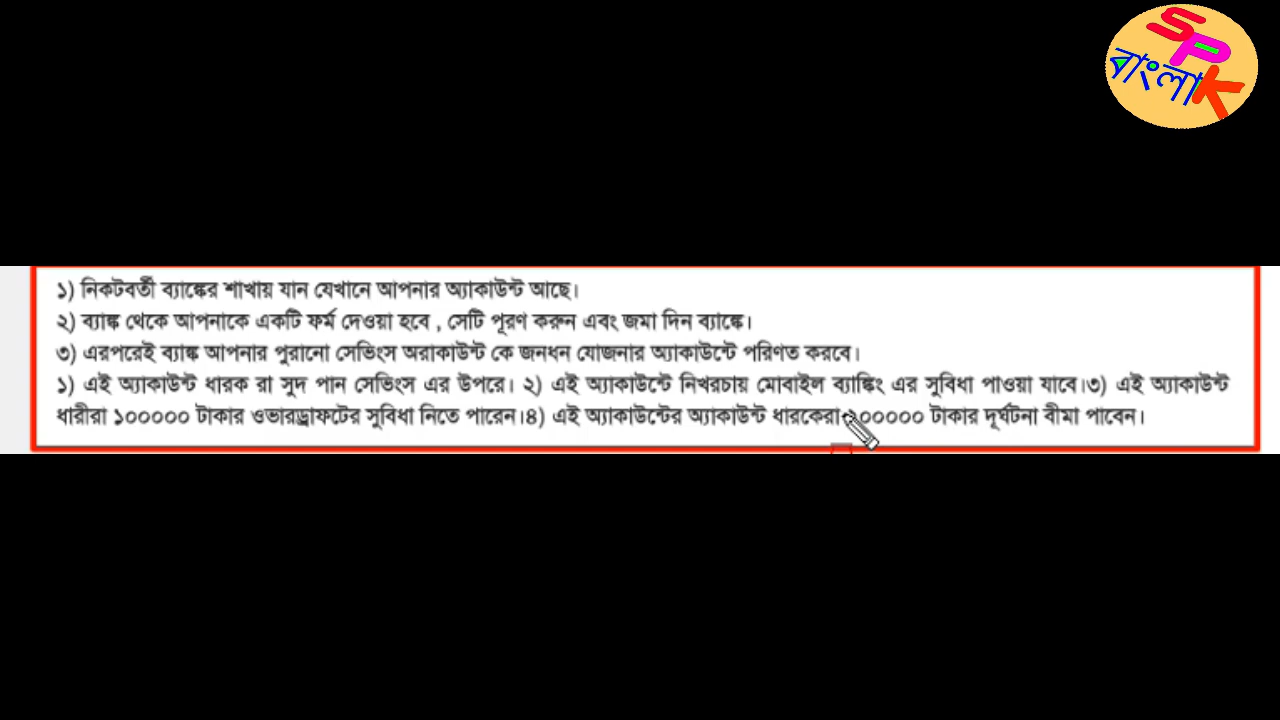 SPK
বাংলা
১) নিকটবর্তী ব্যাঙ্কের শাখায় যান যেখানে আপনার অ্যাকাউন্ট আছে।
২) ব্যাঙ্ক থেকে আপনাকে একটি ফর্ম দেওয়া হবে , সেটি পূরণ করুন এবং জমা দিন ব্যাঙ্কে।
৩) এরপরেই ব্যাঙ্ক আপনার পুরানো সেভিংস অরাকাউন্ট কে জনধন যোজনার অ্যাকাউন্টে পরিণত করবে।
১) এই অ্যাকাউন্ট ধারক রা সুদ পান সেভিংস এর উপরে। ২) এই অ্যাকাউন্টে নিখরচায় মোবাইল ব্যাঙ্কিং এর সুবিধা পাওয়া যাবে।৩) এই অ্যাকাউন্ট
ধারীরা ১০০০০০ টাকার ওভারড্রাফটের সুবিধা নিতে পারেন।৪) এই অ্যাকাউন্টের অ্যাকাউন্ট ধারকেরা টাকার দূর্ঘটনা বীমা পাবেন।